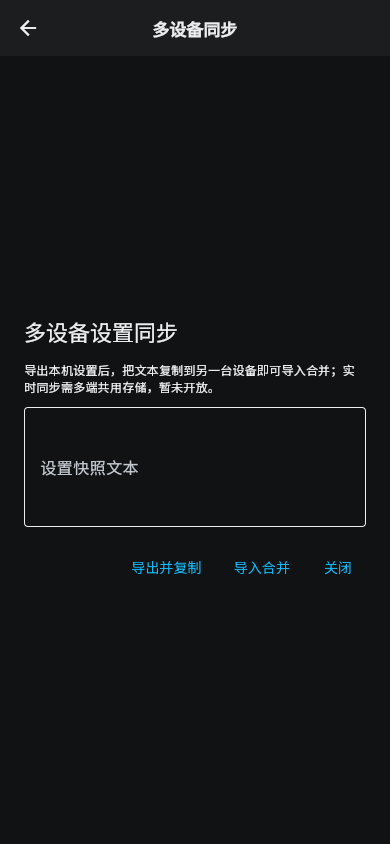 多设备同步
多设备设置同步
导出本机设置后，把文本复制到另一台设备即可导入合并；实
时同步需多端共用存储，暂未开放。
设置快照文本
导出并复制 导入合并 关闭